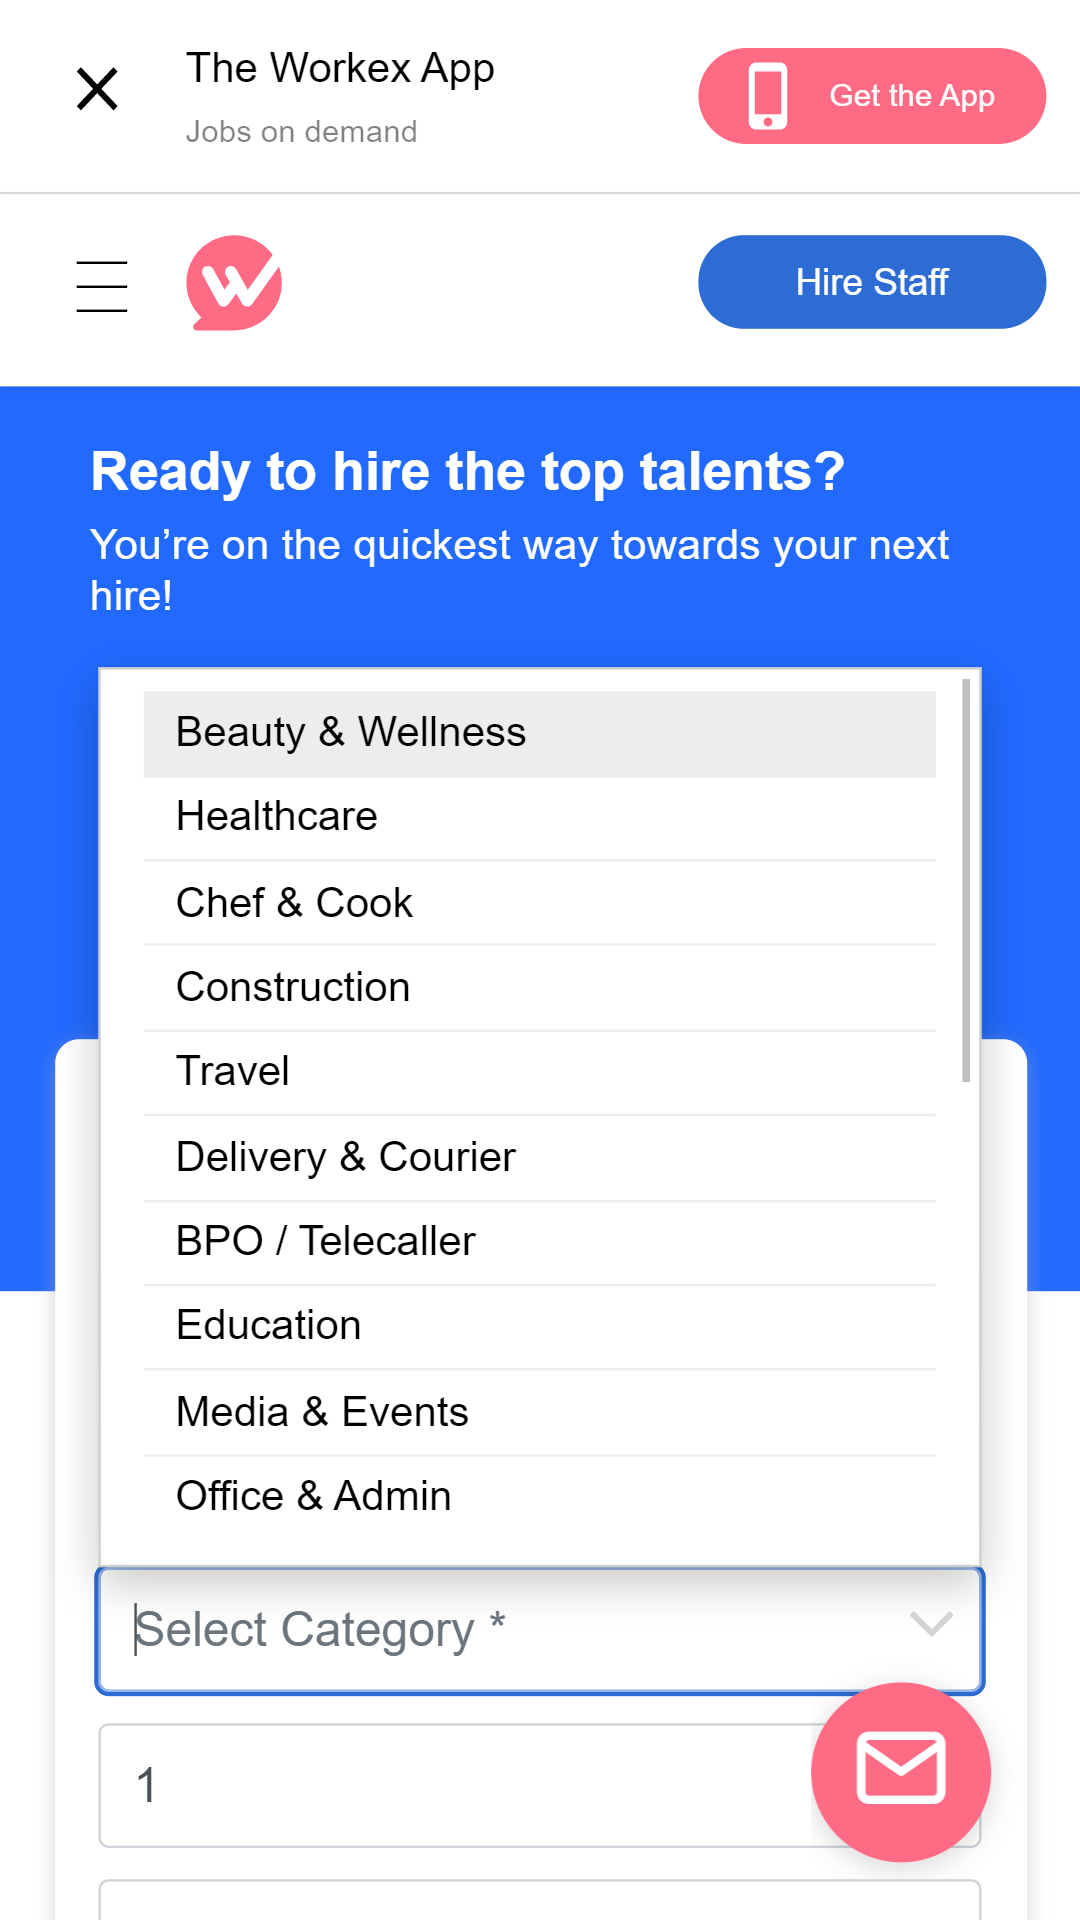 The Workex App
Jobs on demand
Get the App
Hire Staff
Ready to hire the top talents?
You’re on the quickest way towards your next
hire!
Beauty & Wellness
Healthcare
Chef & Cook
Construction
Travel
Delivery & Courier
BPO / Telecaller
Education
Media & Events
Office & Admin
Select Category *
1